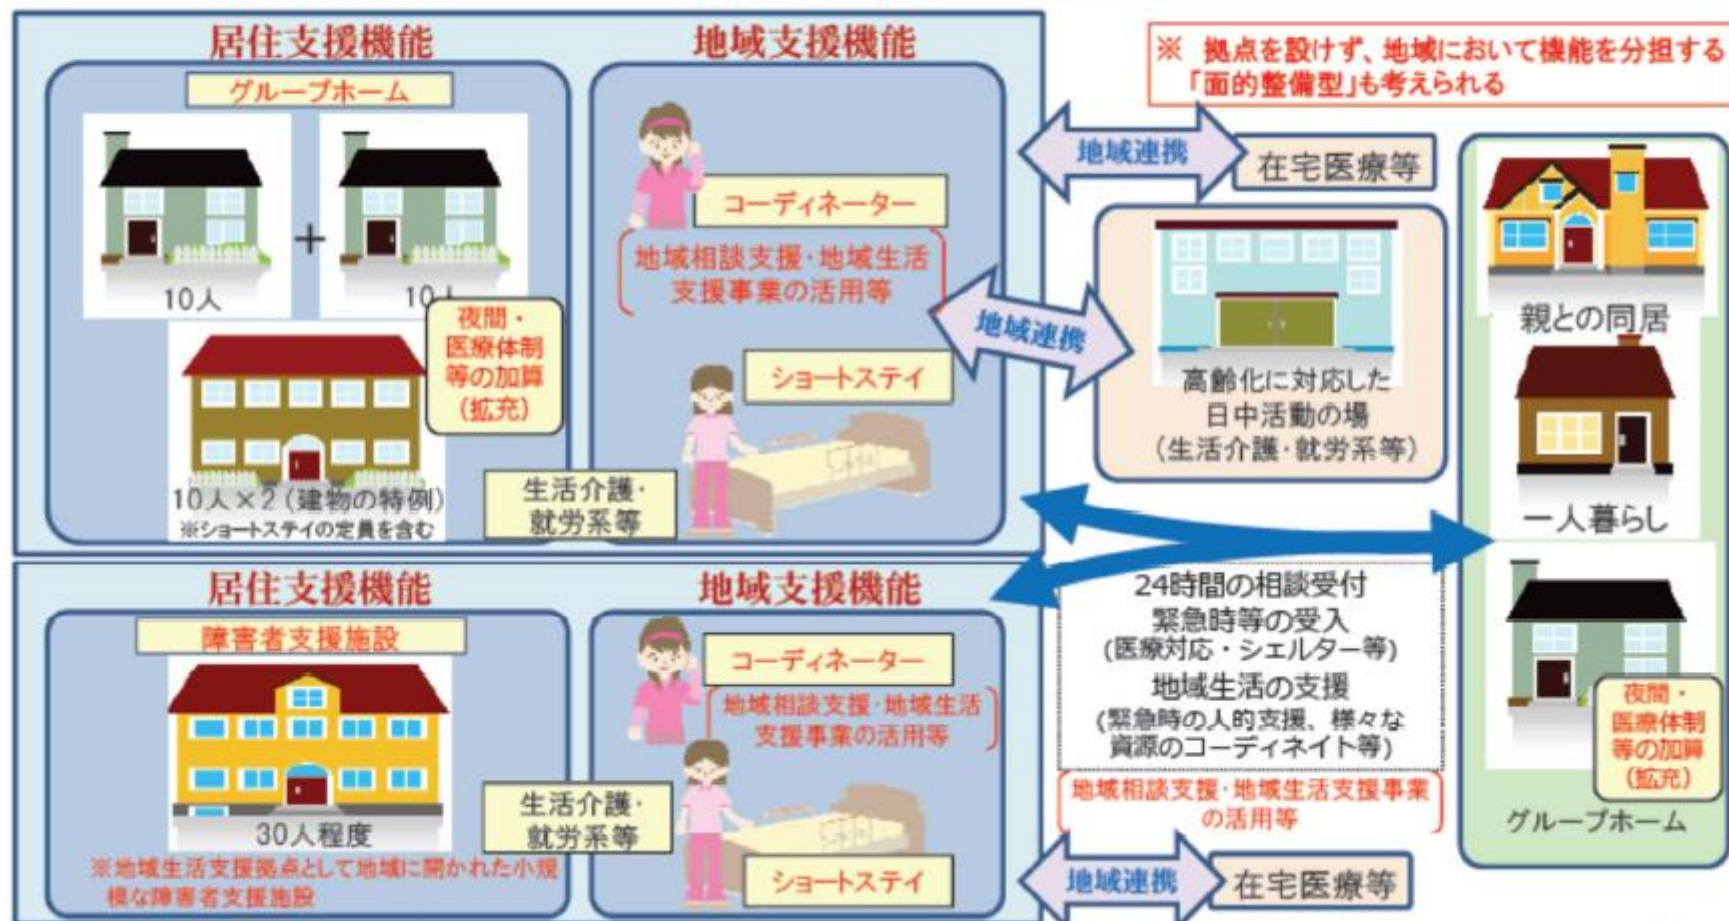 居住支援機能
グループホーム
10人
+
10人
夜間・
医療体制
等の加算
(拡充)
10人×2(建物の特例)
※ショートステイの定員を含む
生活介護・
就労系等
地域支援機能
コーディネーター
地域相談支援・地域生活
支援事業の活用等
ショートステイ
※ 拠点を設けず、地域において機能を分担する
「面的整備型」も考えられる
地域連携
在宅医療等
地域連携
高齢化に対応した
日中活動の場
(生活介護・就労系等)
親との同居
一人暮らし
夜間・
医療体制
等の加算
(拡充)
グループホーム
24時間の相談受付
緊急時等の受入
(医療対応・シェルター等)
地域生活の支援
(緊急時の人的支援、様々な
資源のコーディネイト等)
地域相談支援・地域生活支援事業
の活用等
居住支援機能
障害者支援施設
30人程度
※地域生活支援拠点として地域に開かれた小規
模な障害者支援施設
生活介護・
就労系等
地域支援機能
コーディネーター
地域相談支援・地域生活
支援事業の活用等
ショートステイ
地域連携
在宅医療等